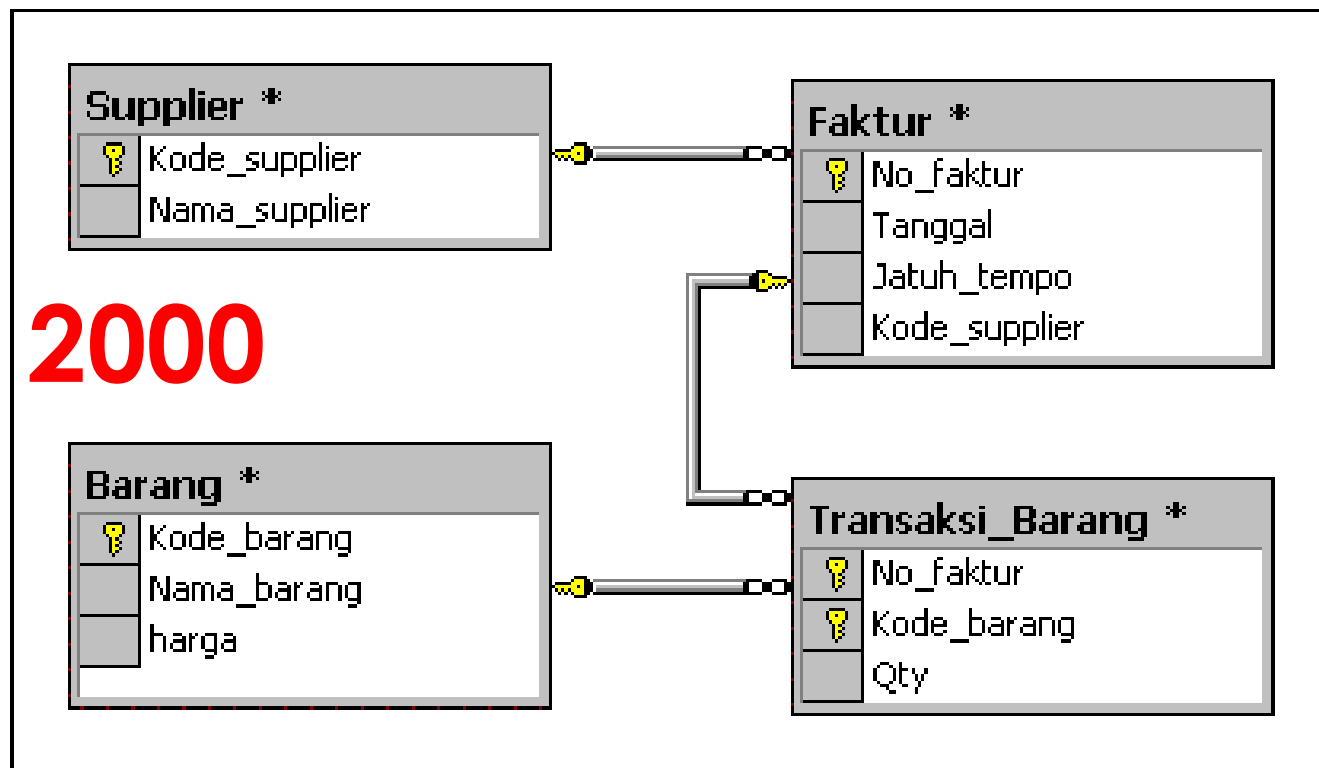 Supplier *
Kode_supplier
Nama_supplier
Faktur *
No_faktur
Tanggal
Jatuh_tempo
Kode_supplier
2000
Barang *
Kode_barang
Nama_barang
harga
Transaksi_Barang *
No_faktur
Kode_barang
Qty